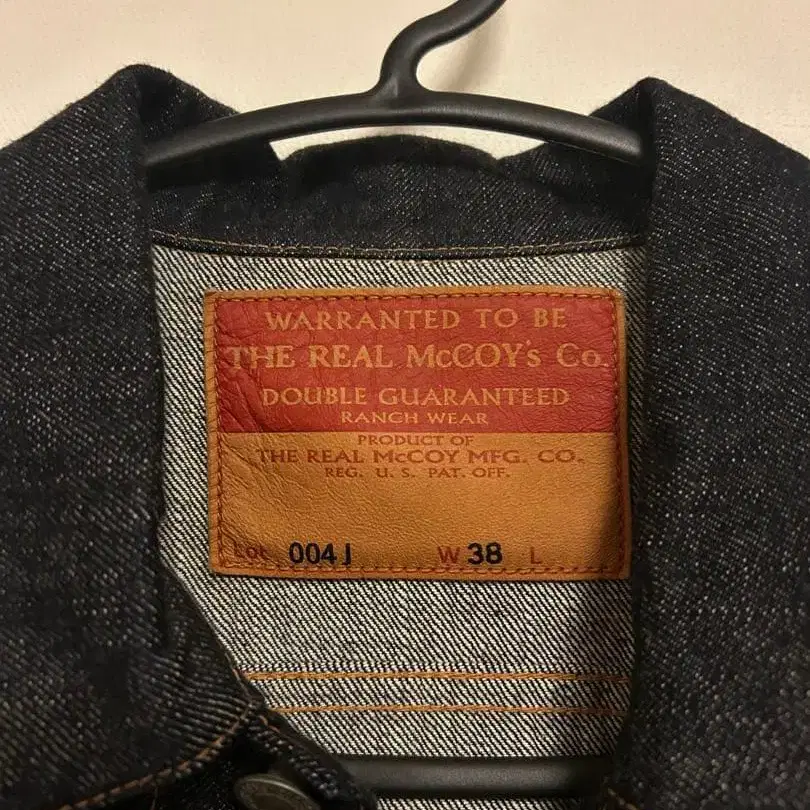 WARRANTED TO BE
THE REAL McCOY's Co.
DOUBLE GUARANTEED
RANCH WEAR
PRODUCT OF
THE REAL McCOY MFG. CO.
REG. U. S. PAT. OFF.
Lot 004J W 38 L